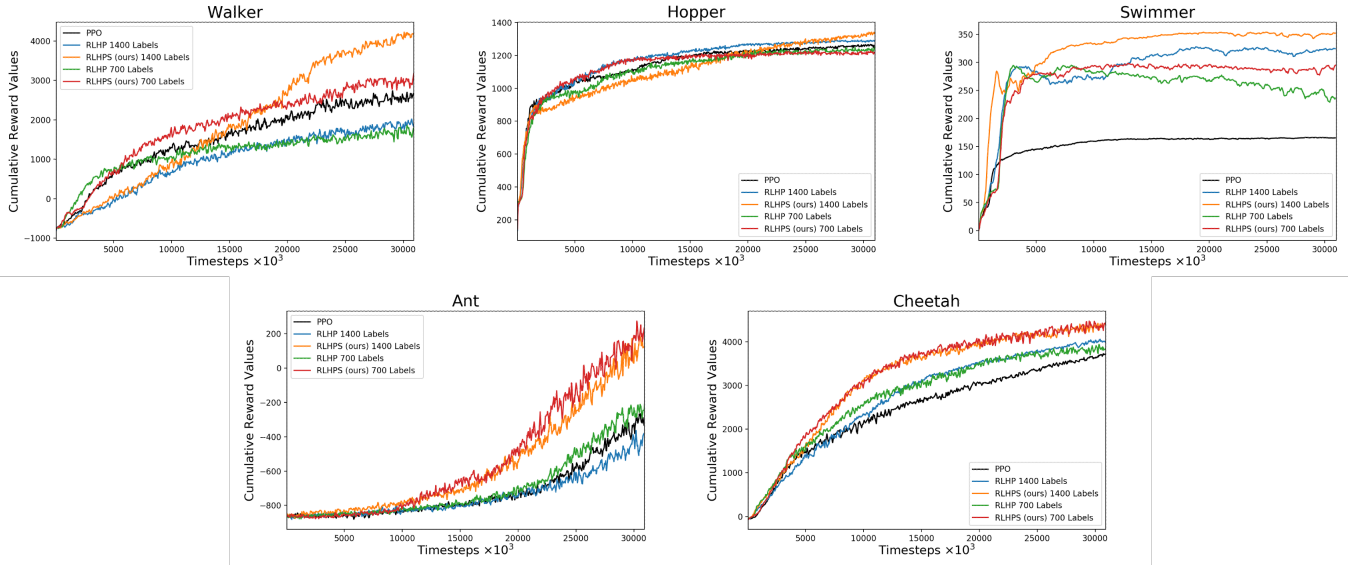 Walker
Cumulative Reward Values
4000
3000
2000
1000
0
−1000
PPO
RLHP 1400 Labels
RLHPS (ours) 1400 Labels
RLHP 700 Labels
RLHPS (ours) 700 Labels
5000 10000 15000 20000 25000 30000
Timesteps ×10³
Hopper
Cumulative Reward Values
1400
1200
1000
800
600
400
200
PPO
RLHP 1400 Labels
RLHPS (ours) 1400 Labels
RLHP 700 Labels
RLHPS (ours) 700 Labels
5000 10000 15000 20000 25000 30000
Timesteps ×10³
Swimmer
Cumulative Reward Values
350
300
250
200
150
100
50
0
PPO
RLHP 1400 Labels
RLHPS (ours) 1400 Labels
RLHP 700 Labels
RLHPS (ours) 700 Labels
5000 10000 15000 20000 25000 30000
Timesteps ×10³
Ant
Cumulative Reward Values
200
0
−200
−400
−600
−800
PPO
RLHP 1400 Labels
RLHPS (ours) 1400 Labels
RLHP 700 Labels
RLHPS (ours) 700 Labels
5000 10000 15000 20000 25000 30000
Timesteps ×10³
Cheetah
Cumulative Reward Values
4000
3000
2000
1000
0
PPO
RLHP 1400 Labels
RLHPS (ours) 1400 Labels
RLHP 700 Labels
RLHPS (ours) 700 Labels
5000 10000 15000 20000 25000 30000
Timesteps ×10³